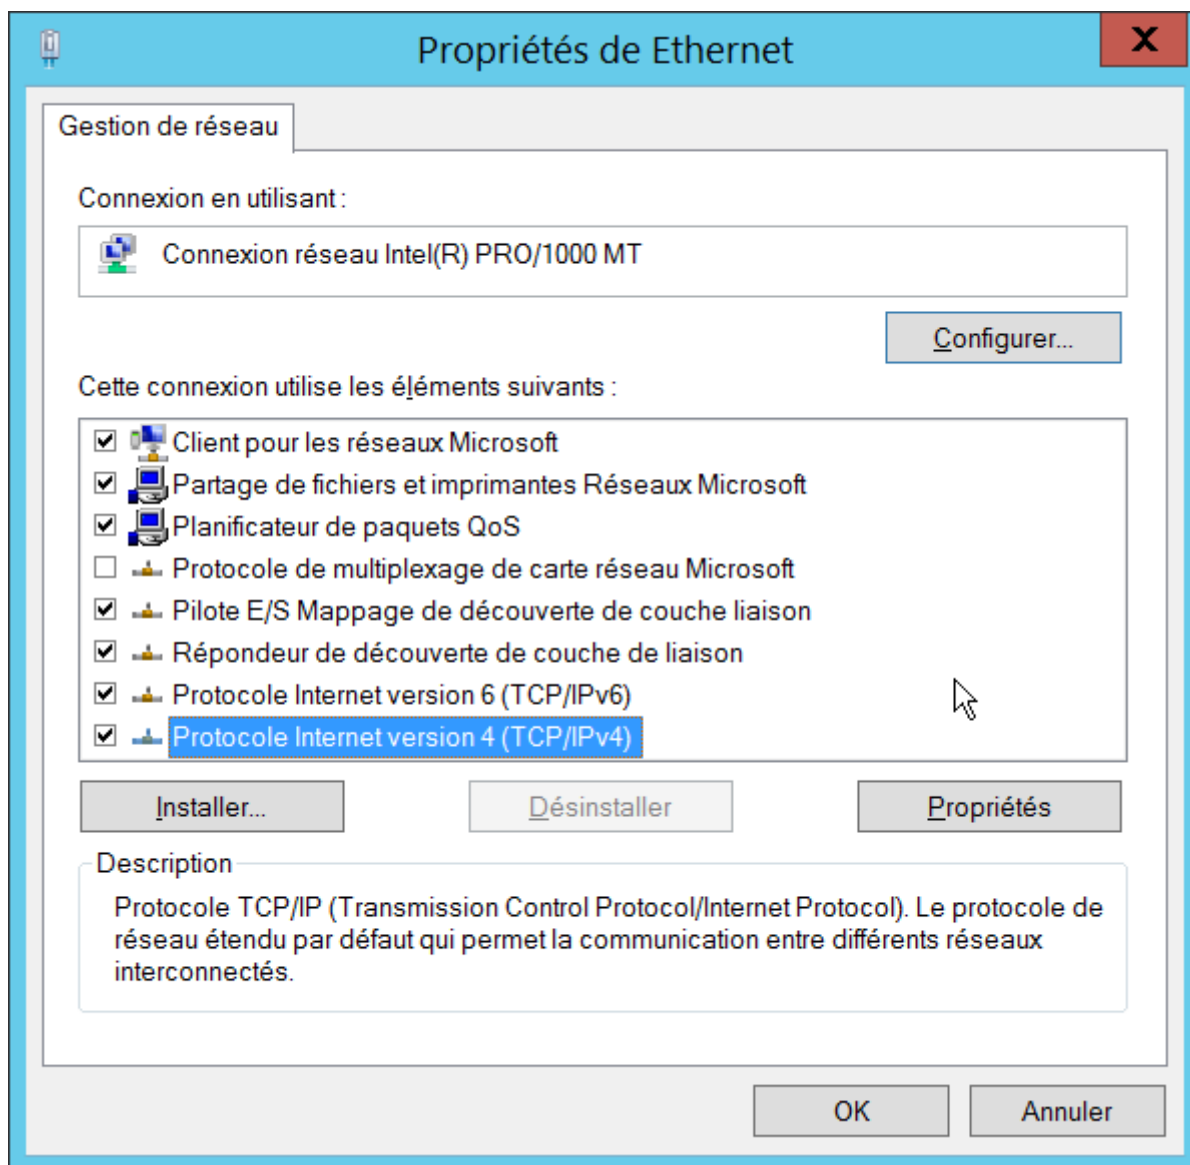 Propriétés de Ethernet
X
Gestion de réseau
Connexion en utilisant :
Connexion réseau Intel(R) PRO/1000 MT
Configurer...
Cette connexion utilise les éléments suivants :
Client pour les réseaux Microsoft
Partage de fichiers et imprimantes Réseaux Microsoft
Planificateur de paquets QoS
Protocole de multiplexage de carte réseau Microsoft
Pilote E/S Mappage de découverte de couche liaison
Répondeur de découverte de couche de liaison
Protocole Internet version 6 (TCP/IPv6)
Protocole Internet version 4 (TCP/IPv4)
Installer... Désinstaller Propriétés
Description
Protocole TCP/IP (Transmission Control Protocol/Internet Protocol). Le protocole de
réseau étendu par défaut qui permet la communication entre différents réseaux
interconnectés.
OK Annuler